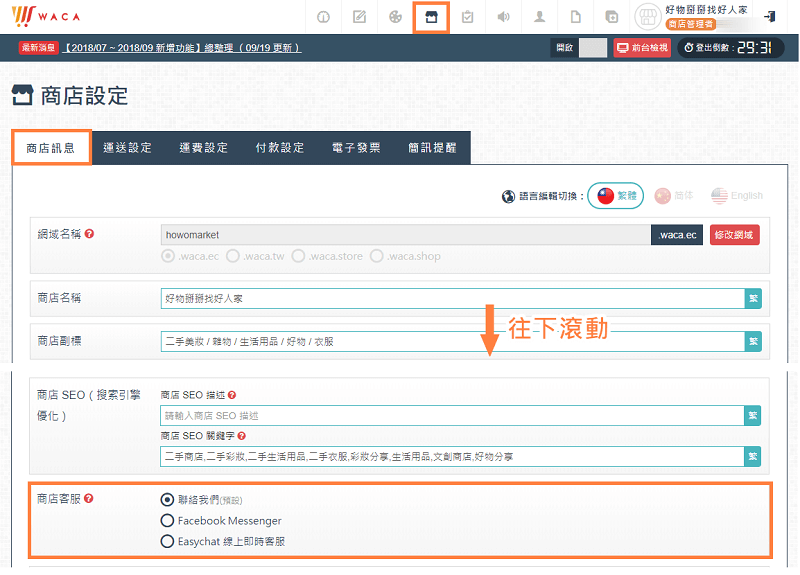 WACA
好物掰掰找好人家
商店管理者
最新消息 【2018/07 ~ 2018/09 新增功能】總整理 ( 09/19 更新 )
開啟
前台檢視
登出倒數：29:31
商店設定
商店訊息 運送設定 運費設定 付款設定 電子發票 簡訊提醒
語言編輯切換： 繁體 簡体 English
網域名稱 ? howomarket .waca.ec 修改網域
.waca.ec .waca.tw .waca.store .waca.shop
商店名稱 好物掰掰找好人家 繁
往下滾動
商店副標 二手美妝 / 雜物 / 生活用品 / 好物 / 衣服 繁
商店 SEO ( 搜索引擎
優化 )
商店 SEO 描述 ?
請輸入商店 SEO 描述 繁
商店 SEO 關鍵字 ?
二手商店,二手彩妝,二手生活用品,二手衣服,彩妝分享,生活用品,文創商店,好物分享 繁
商店客服 ? 聯絡我們(預設)
Facebook Messenger
Easychat 線上即時客服